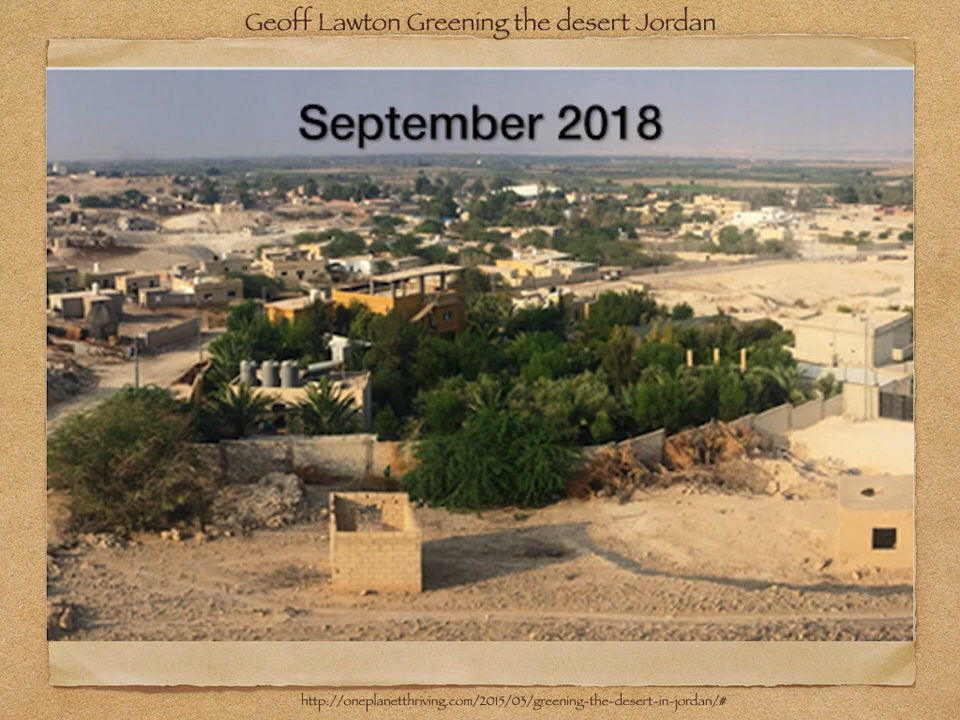 Geoff Lawton Greening the desert Jordan
September 2018
http://oneplanetthriving.com/2015/03/greening-the-desert-in-jordan/#